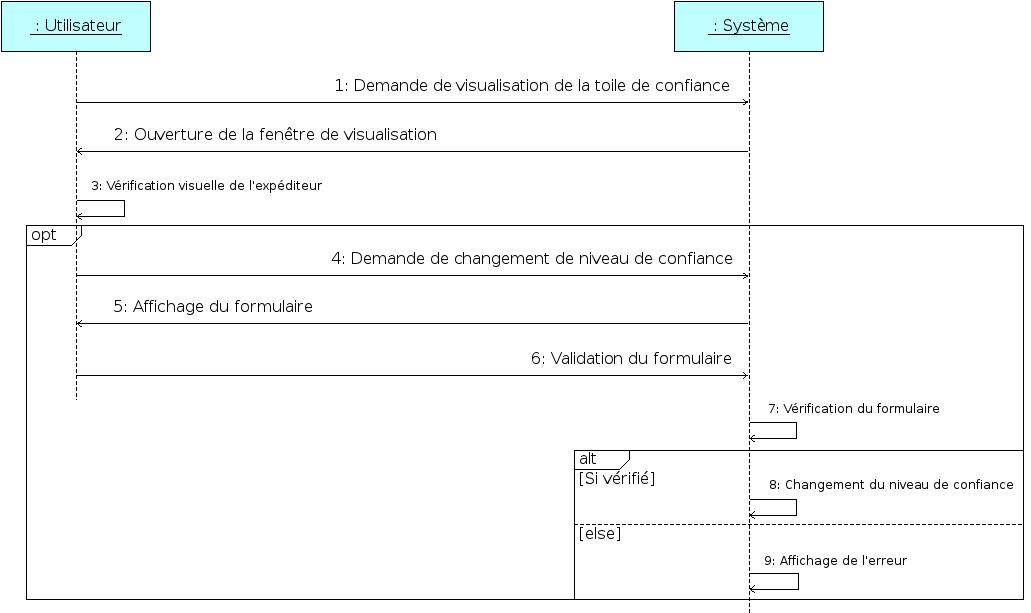 : Utilisateur
: Système
1: Demande de visualisation de la toile de confiance
2: Ouverture de la fenêtre de visualisation
3: Vérification visuelle de l'expéditeur
opt
4: Demande de changement de niveau de confiance
5: Affichage du formulaire
6: Validation du formulaire
7: Vérification du formulaire
alt
[Si vérifié]
8: Changement du niveau de confiance
[else]
9: Affichage de l'erreur